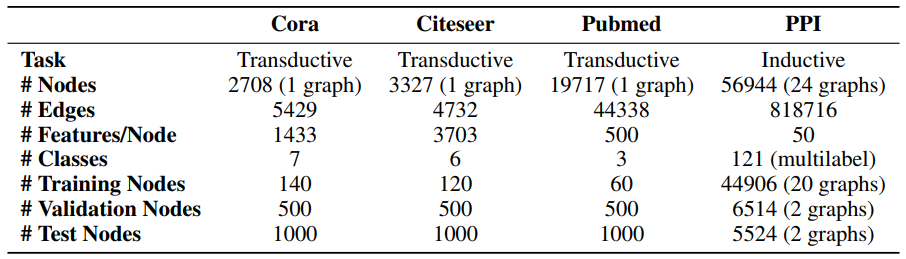 Cora Citeseer Pubmed PPI
Task Transductive Transductive Transductive Inductive
# Nodes 2708 (1 graph) 3327 (1 graph) 19717 (1 graph) 56944 (24 graphs)
# Edges 5429 4732 44338 818716
# Features/Node 1433 3703 500 50
# Classes 7 6 3 121 (multilabel)
# Training Nodes 140 120 60 44906 (20 graphs)
# Validation Nodes 500 500 500 6514 (2 graphs)
# Test Nodes 1000 1000 1000 5524 (2 graphs)